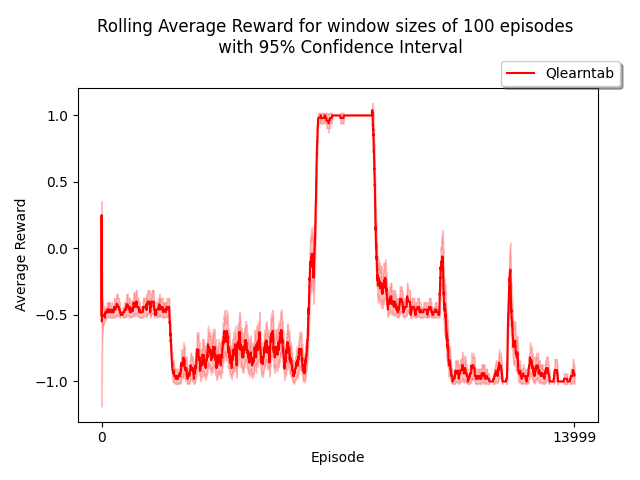 Rolling Average Reward for window sizes of 100 episodes
with 95% Confidence Interval
Qlearntab
1.0
0.5
0.0
−0.5
−1.0
Average Reward
0
13999
Episode